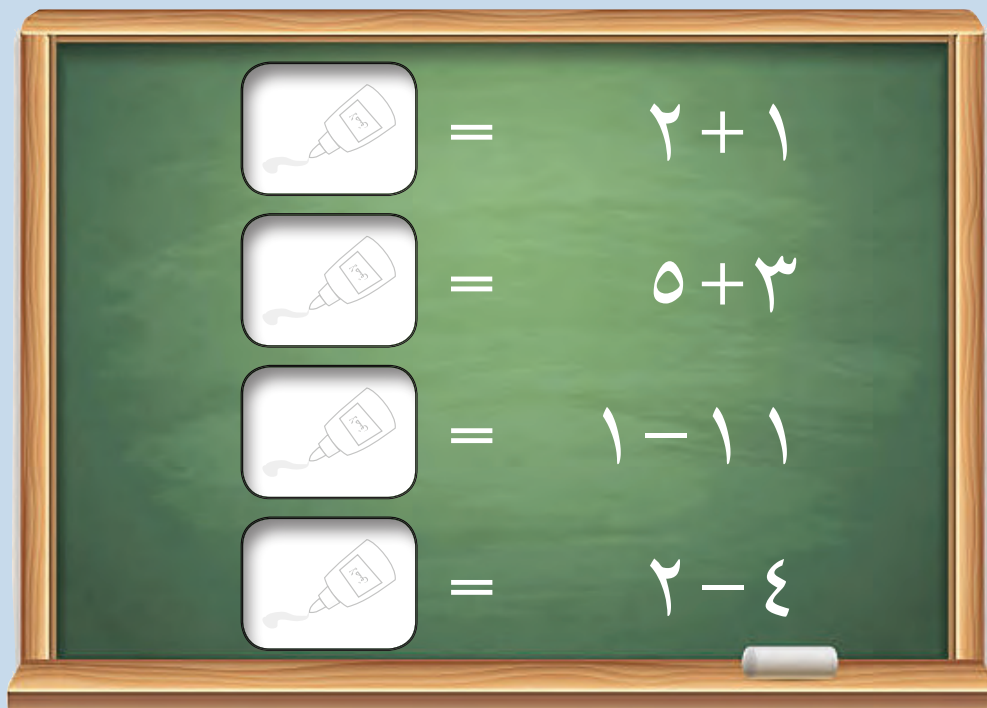 ١ + ٢ =
٣ + ٥ =
١١ − ١ =
٤ − ٢ =